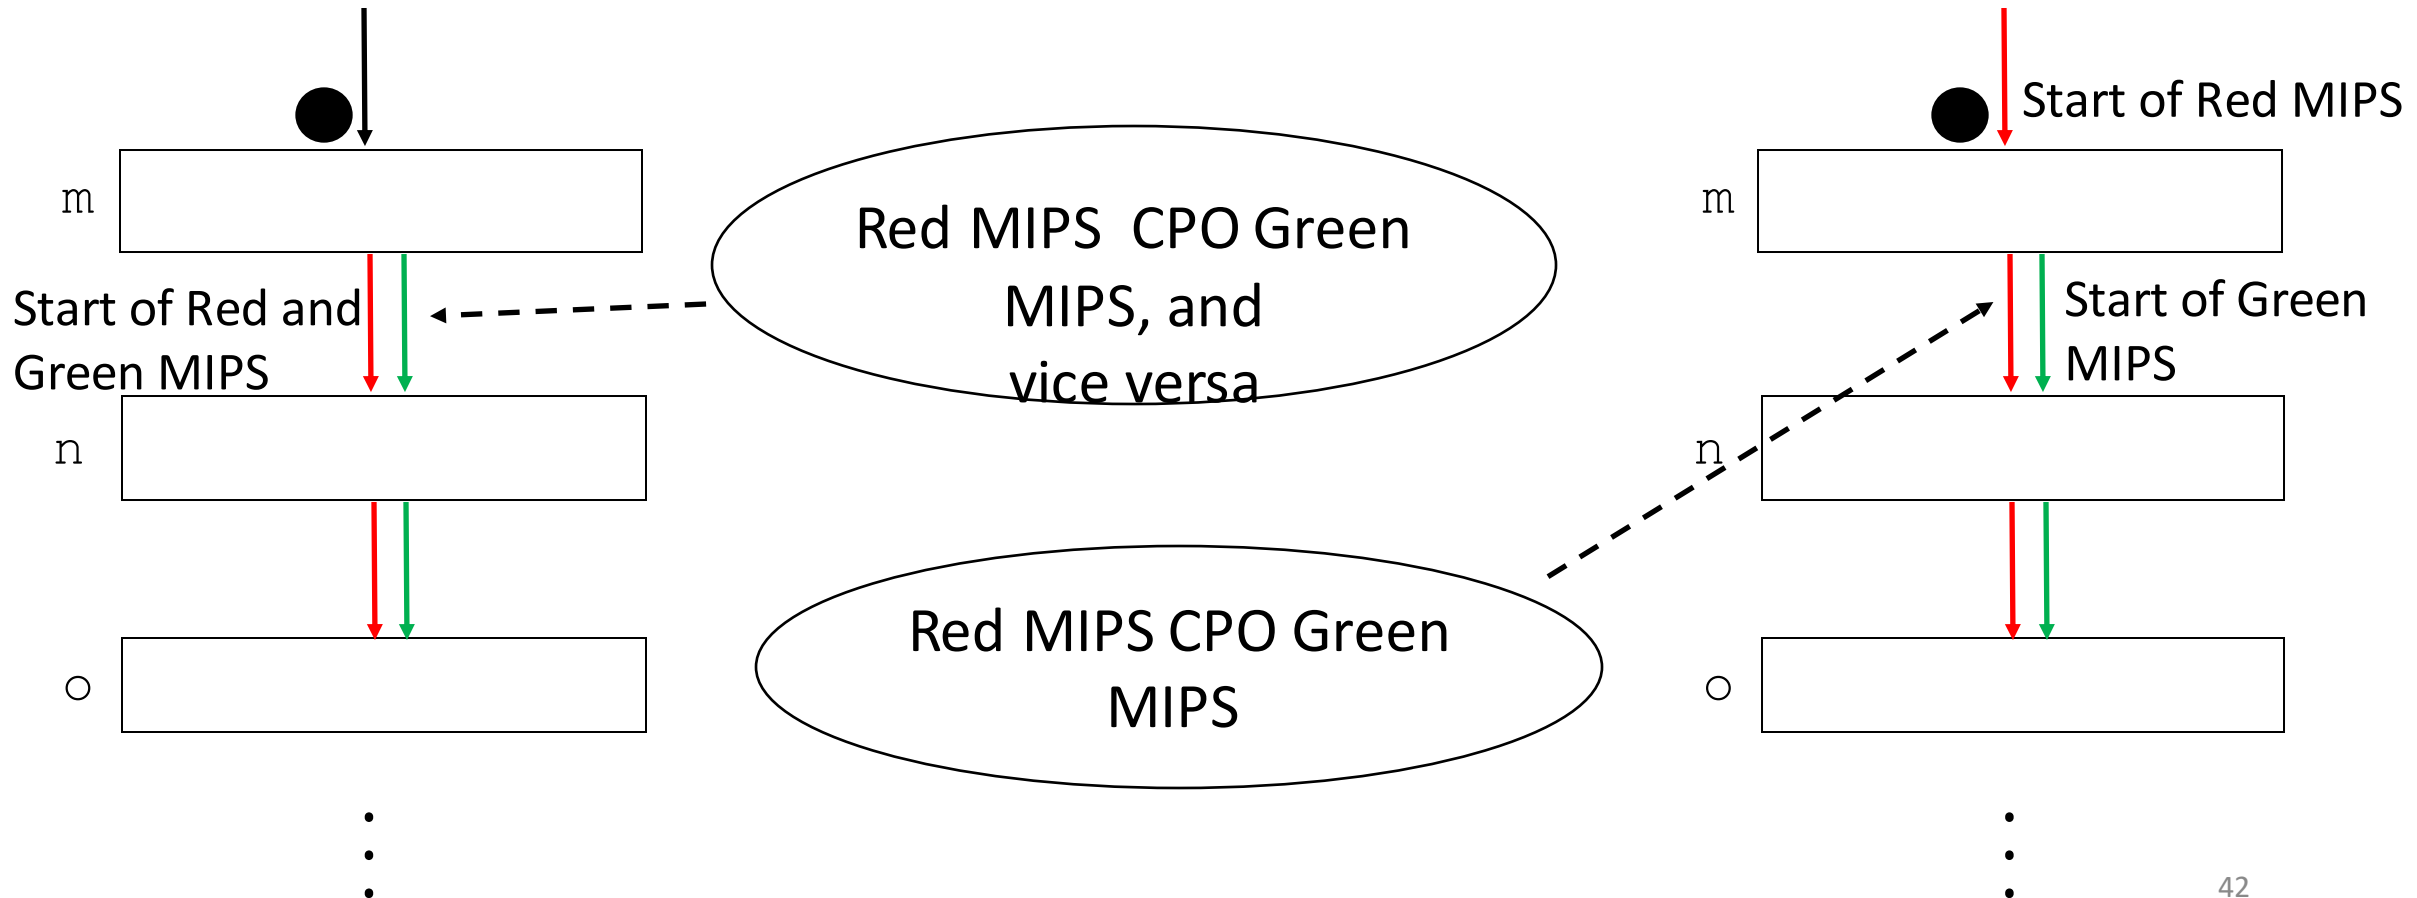 Start of Red MIPS
m
Red MIPS CPO Green
MIPS, and
vice versa
m
Start of Red and
Green MIPS
Start of Green
MIPS
n
n
Red MIPS CPO Green
MIPS
o
o
42